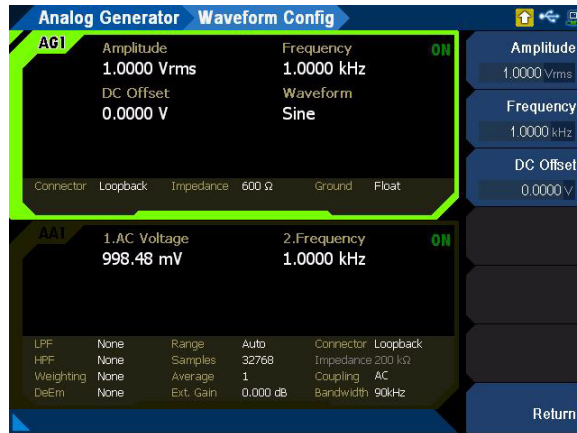 Analog Generator Waveform Config
AG1
Amplitude Frequency ON
1.0000 Vrms 1.0000 kHz
DC Offset Waveform
0.0000 V Sine
Connector Loopback Impedance 600 Ω Ground Float
AA1
1.AC Voltage 2.Frequency ON
998.48 mV 1.0000 kHz
LPF None Range Auto Connector Loopback
HPF None Samples 32768 Impedance 200 kΩ
Weighting None Average 1 Coupling AC
DeEm None Ext. Gain 0.000 dB Bandwidth 90kHz
Amplitude
1.0000 Vrms
Frequency
1.0000 kHz
DC Offset
0.0000 V
Return